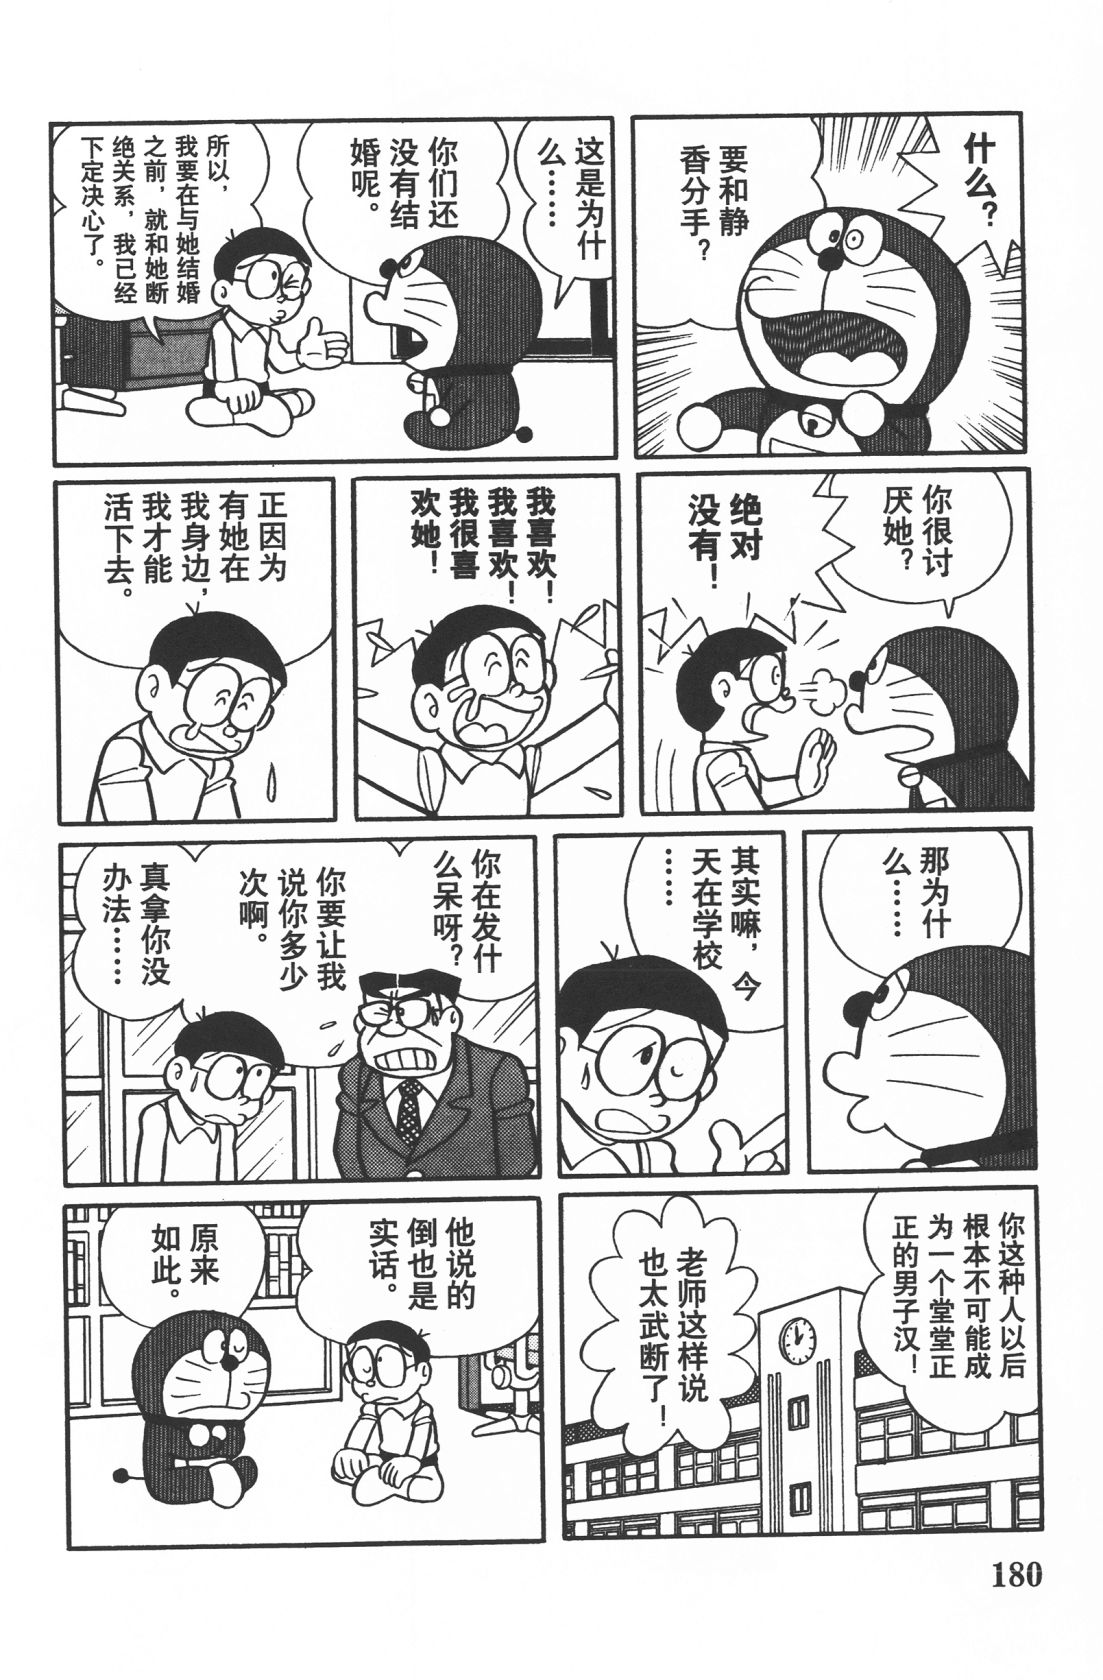 什么？
要和静
香分手？
这是为什
么……
你们还
没有结
婚呢。
所以，
我要在与她结婚
之前，就和她断
绝关系，我已经
下定决心了。
你很讨
厌她？
绝对
没有！
我喜欢！
我喜欢！
我很喜
欢她！
正因为
有她在
我身边，
我才能
活下去。
那为什
么……
其实嘛，今
天在学校
……
你在发什
么呆呀？
你要让我
说你多少
次啊。
真拿你没
办法……
你这种人以后
根本不可能成
为一个堂堂正
正的男子汉！
老师这样说
也太武断了！
他说的
倒也是
实话。
原来
如此。
180